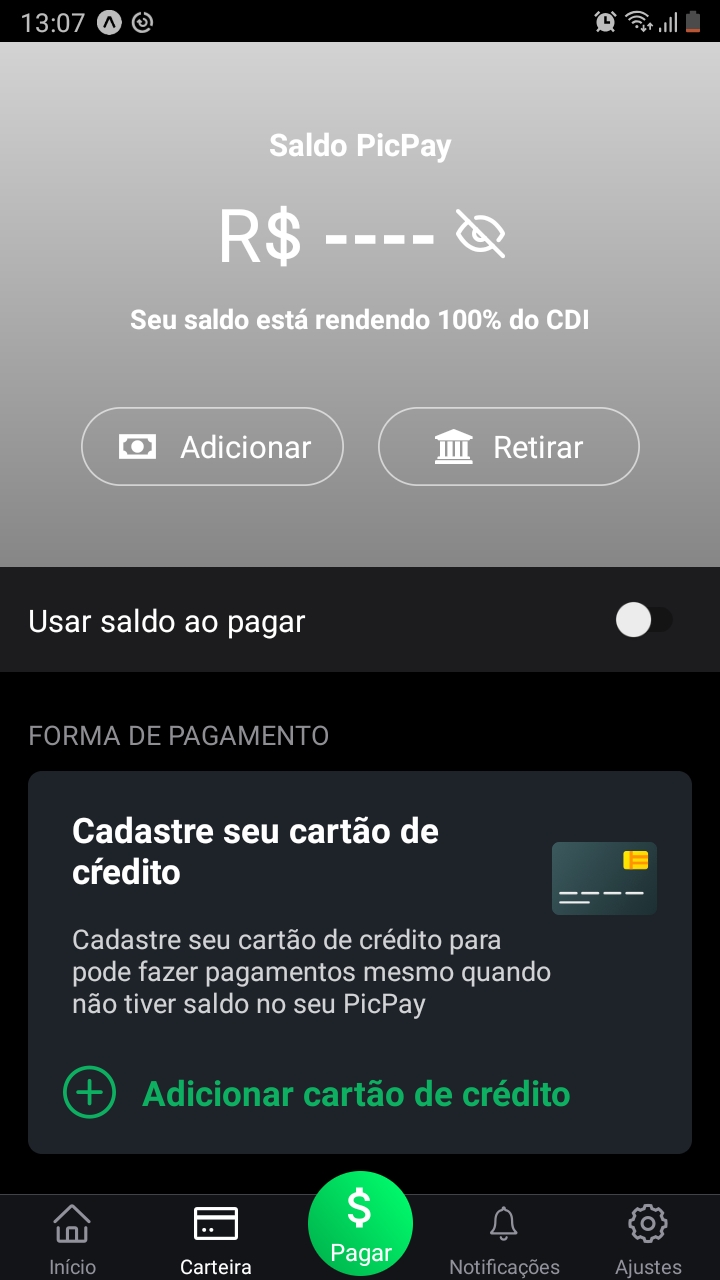 13:07
Saldo PicPay
R$ ----
Seu saldo está rendendo 100% do CDI
Adicionar
Retirar
Usar saldo ao pagar
FORMA DE PAGAMENTO
Cadastre seu cartão de
cŕedito
Cadastre seu cartão de crédito para
pode fazer pagamentos mesmo quando
não tiver saldo no seu PicPay
Adicionar cartão de crédito
$
Pagar
Início
Carteira
Notificações
Ajustes